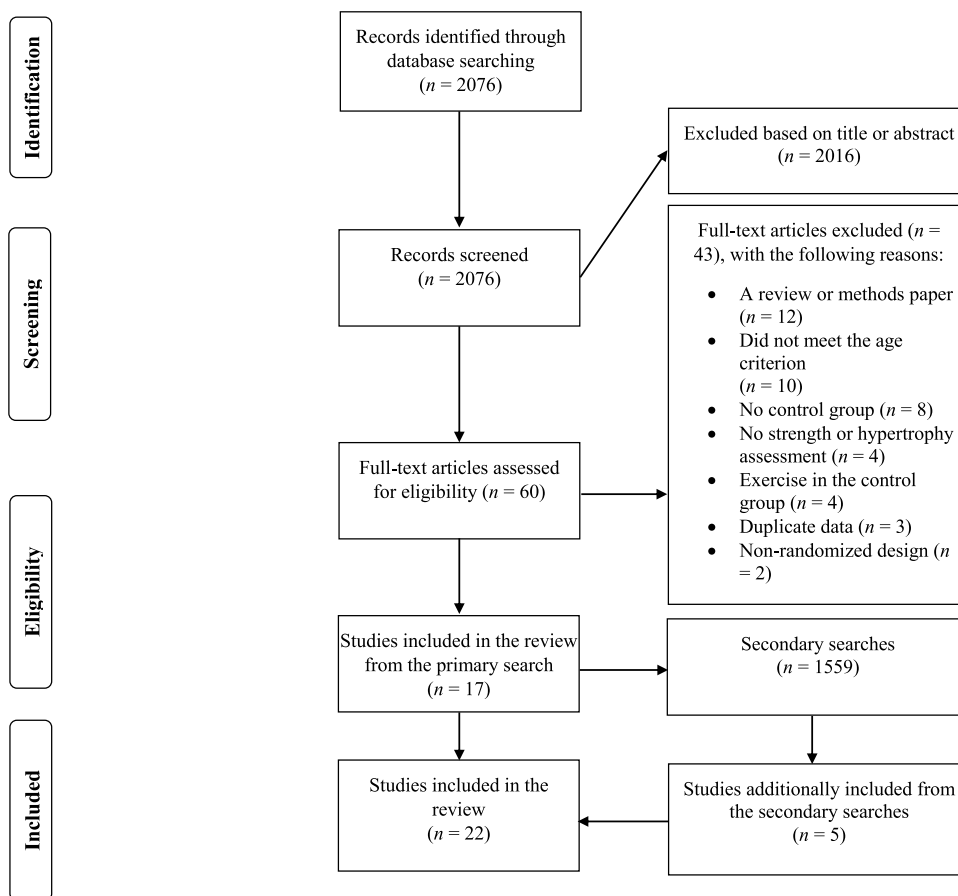 Identification
Records identified through
database searching
(n = 2076)
Excluded based on title or abstract
(n = 2016)
Screening
Records screened
(n = 2076)
Full-text articles excluded (n =
43), with the following reasons:
• A review or methods paper
(n = 12)
• Did not meet the age
criterion
(n = 10)
• No control group (n = 8)
• No strength or hypertrophy
assessment (n = 4)
• Exercise in the control
group (n = 4)
• Duplicate data (n = 3)
• Non-randomized design (n
= 2)
Eligibility
Full-text articles assessed
for eligibility (n = 60)
Studies included in the review
from the primary search
(n = 17)
Secondary searches
(n = 1559)
Included
Studies included in the
review
(n = 22)
Studies additionally included from
the secondary searches
(n = 5)